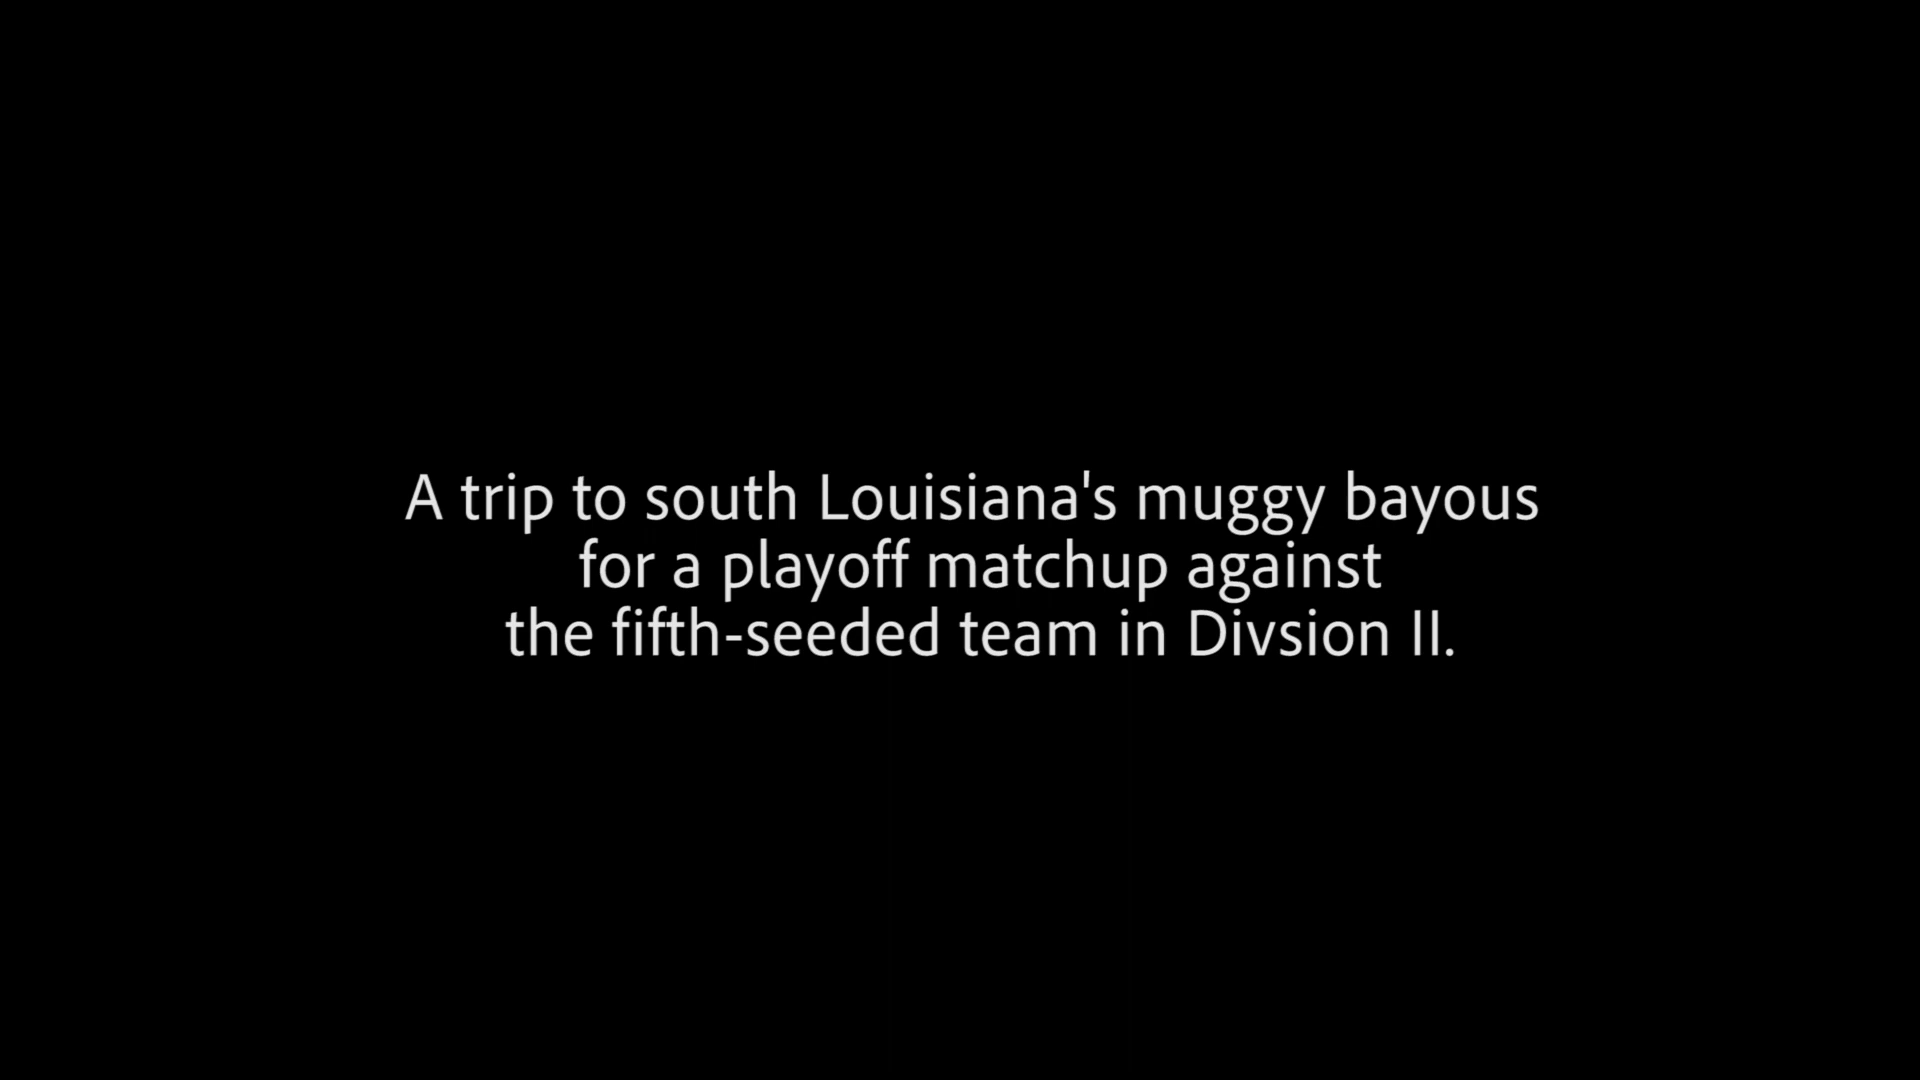 A trip to south Louisiana's muggy bayous
for a playoff matchup against
the fifth-seeded team in Divsion II.